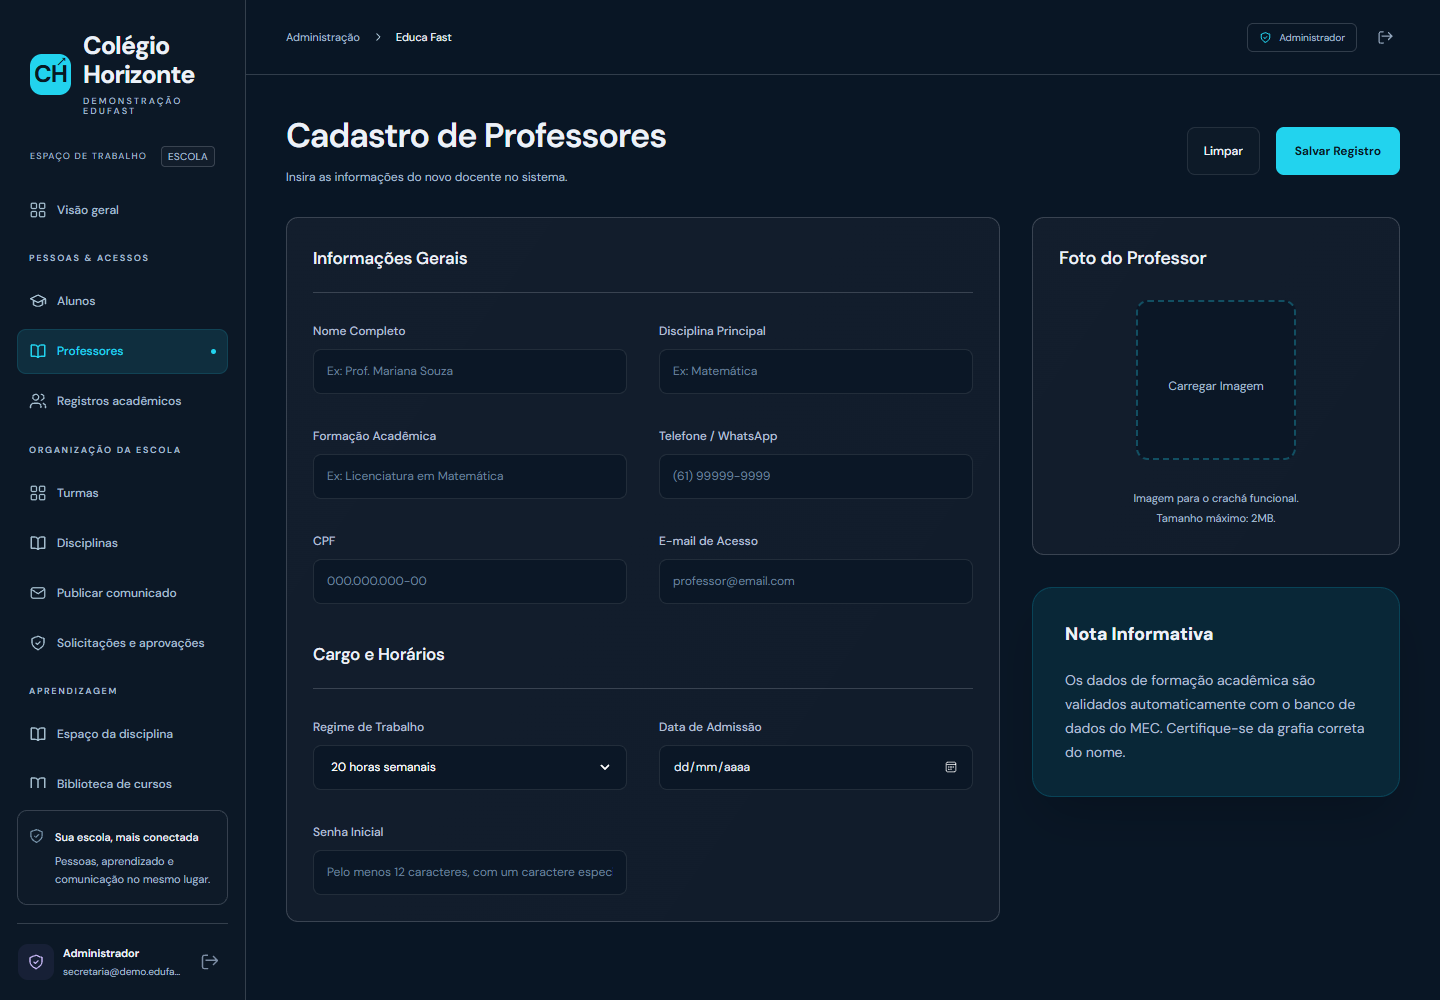 CH
Colégio
Horizonte
DEMONSTRAÇÃO
EDUFAST
ESPAÇO DE TRABALHO
ESCOLA
Visão geral
PESSOAS & ACESSOS
Alunos
Professores
Registros acadêmicos
ORGANIZAÇÃO DA ESCOLA
Turmas
Disciplinas
Publicar comunicado
Solicitações e aprovações
APRENDIZAGEM
Espaço da disciplina
Biblioteca de cursos
Sua escola, mais conectada
Pessoas, aprendizado e
comunicação no mesmo lugar.
Administrador
secretaria@demo.edufa...
Administração
Educa Fast
Administrador
Cadastro de Professores
Insira as informações do novo docente no sistema.
Limpar
Salvar Registro
Informações Gerais
Nome Completo
Disciplina Principal
Ex: Prof. Mariana Souza
Ex: Matemática
Formação Acadêmica
Telefone / WhatsApp
Ex: Licenciatura em Matemática
(61) 99999-9999
CPF
E-mail de Acesso
000.000.000-00
professor@email.com
Cargo e Horários
Regime de Trabalho
Data de Admissão
20 horas semanais
dd/mm/aaaa
Senha Inicial
Pelo menos 12 caracteres, com um caractere espec
Foto do Professor
Carregar Imagem
Imagem para o crachá funcional.
Tamanho máximo: 2MB.
Nota Informativa
Os dados de formação acadêmica são
validados automaticamente com o banco de
dados do MEC. Certifique-se da grafia correta
do nome.